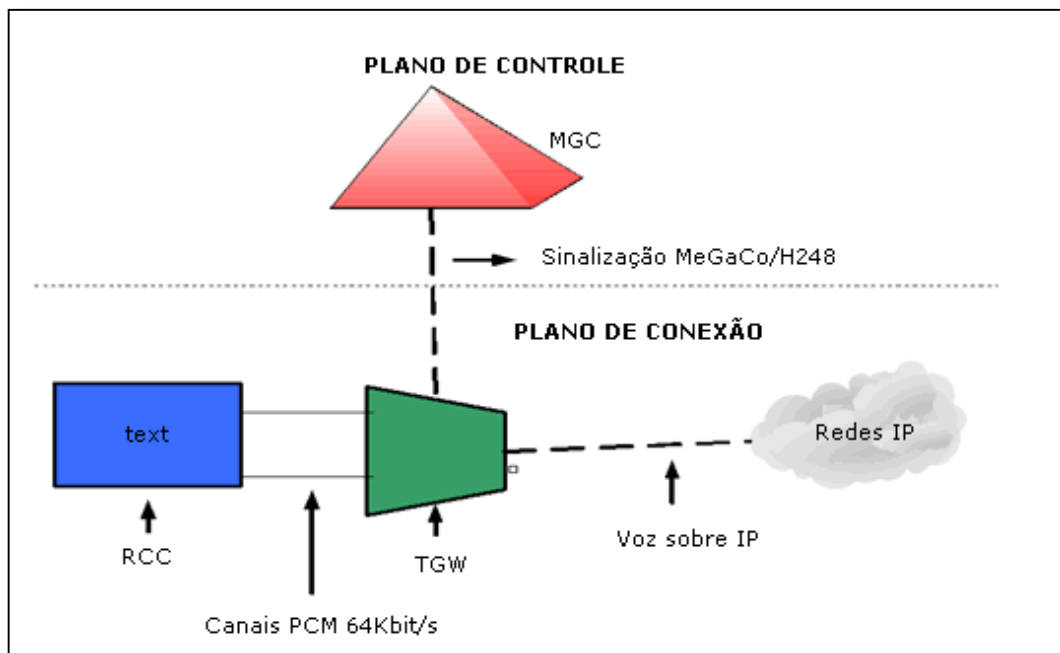 PLANO DE CONTROLE
MGC
Sinalização MeGaCo/H248
PLANO DE CONEXÃO
text
Redes IP
RCC
TGW
Voz sobre IP
Canais PCM 64Kbit/s